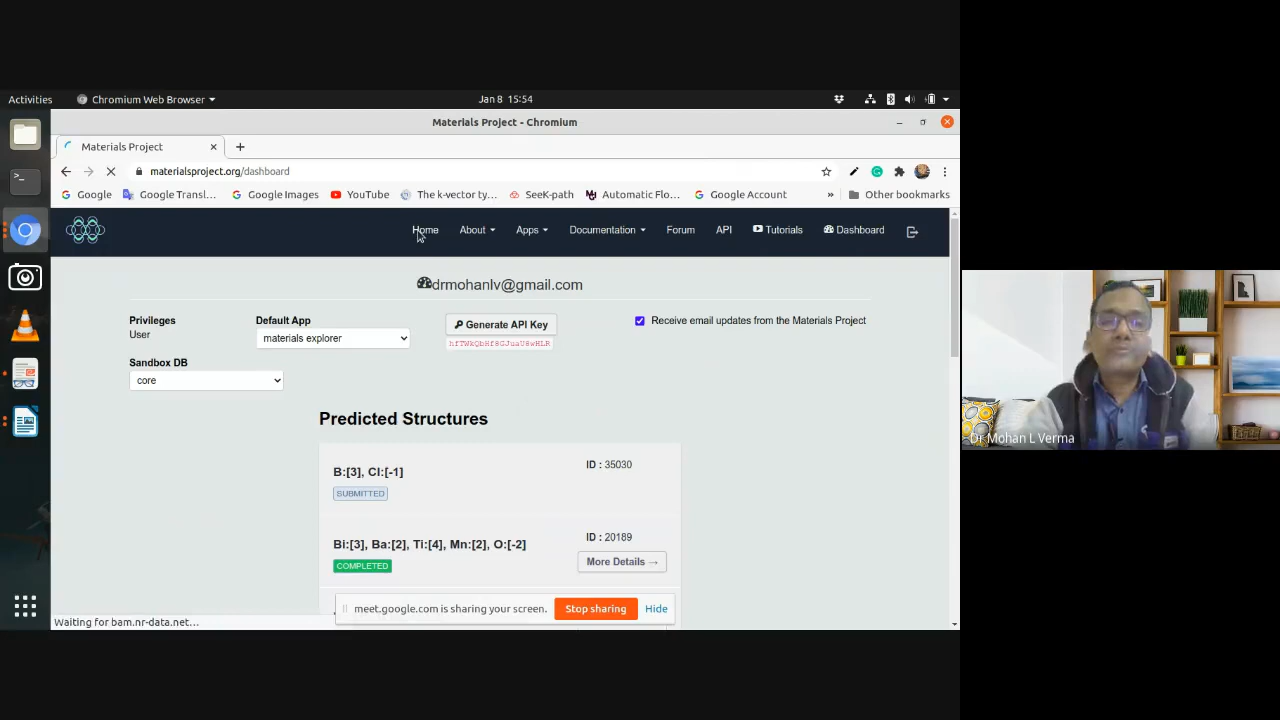 Activities
Chromium Web Browser
Jan 8 15:54
Materials Project - Chromium
Materials Project
materialsproject.org/dashboard
Google
Google Transl...
Google Images
YouTube
The k-vector ty...
SeeK-path
Automatic Flo...
Google Account
»
Other bookmarks
Home
About
Apps
Documentation
Forum
API
Tutorials
Dashboard
drmohanlv@gmail.com
Privileges
User
Default App
materials explorer
Generate API Key
Receive email updates from the Materials Project
Sandbox DB
core
Predicted Structures
B:[3], Cl:[-1]
ID : 35030
SUBMITTED
Bi:[3], Ba:[2], Ti:[4], Mn:[2], O:[-2]
ID : 20189
COMPLETED
More Details →
meet.google.com is sharing your screen.
Stop sharing
Hide
Waiting for bam.nr-data.net...
Dr Mohan L Verma